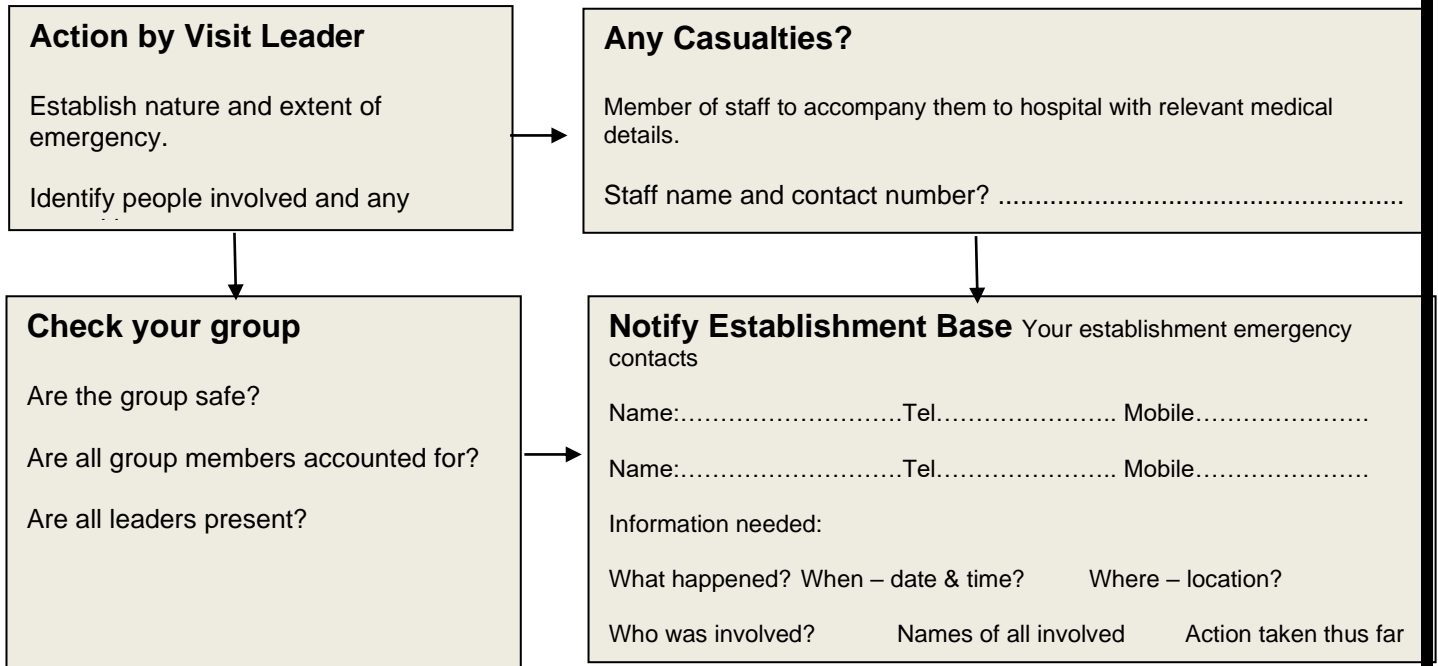 Action by Visit Leader
Establish nature and extent of
emergency.
Identify people involved and any
Any Casualties?
Member of staff to accompany them to hospital with relevant medical
details.
Staff name and contact number? ........................................................
Check your group
Are the group safe?
Are all group members accounted for?
Are all leaders present?
Notify Establishment Base Your establishment emergency
contacts
Name:……………………….Tel………………….. Mobile………………….
Name:……………………….Tel………………….. Mobile………………….
Information needed:
What happened? When – date & time? Where – location?
Who was involved? Names of all involved Action taken thus far